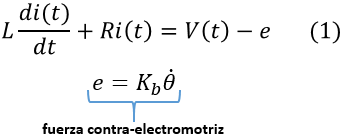 L di(t)/dt + Ri(t) = V(t) − e (1)
e = K_b θ̇
fuerza contra-electromotriz